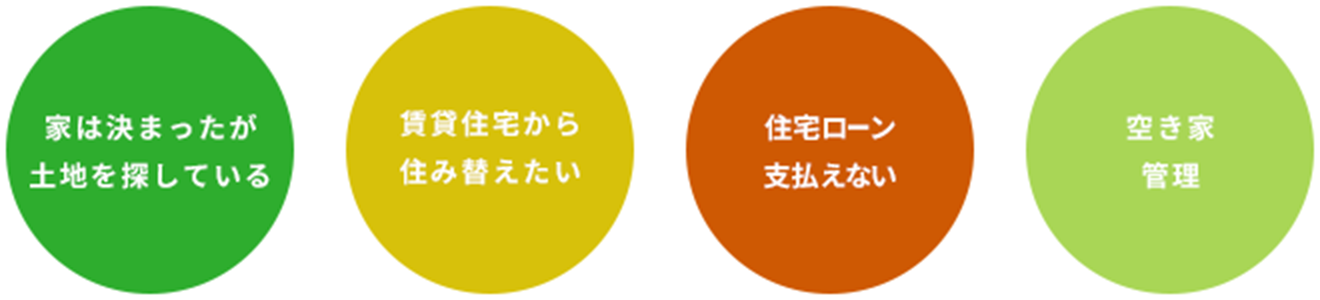 家は決まったが
土地を探している
賃貸住宅から
住み替えたい
住宅ローン
支払えない
空き家
管理